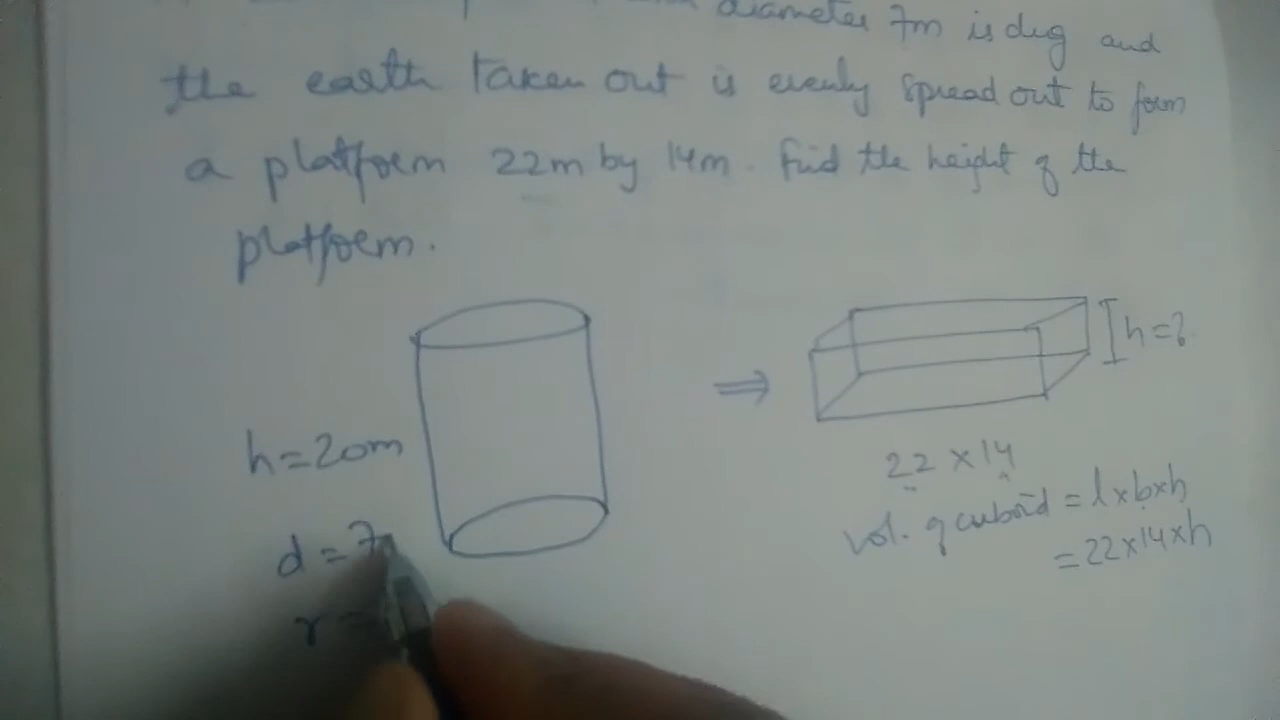 diameter 7m is dug and
the earth taken out is evenly spread out to form
a platform 22m by 14m. Find the height of the
platform.
h=?
h=20m
22×14
vol. of cuboid = l×b×h
=22×14×h
d=7
r=